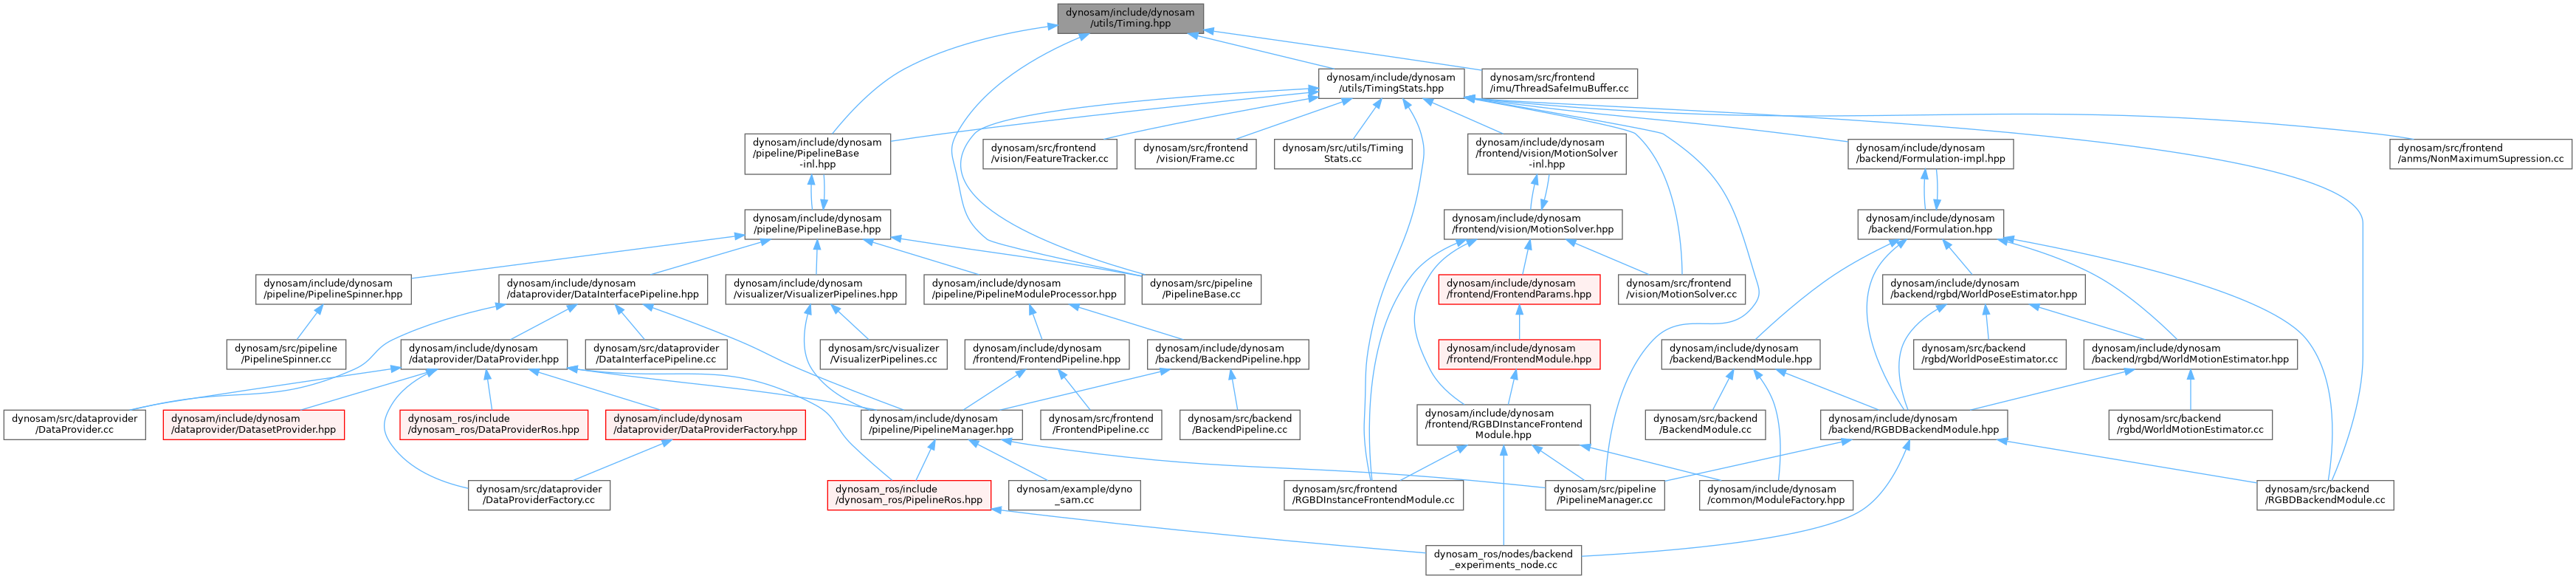 dynosam/include/dynosam
/utils/Timing.hpp
dynosam/include/dynosam
/utils/TimingStats.hpp
dynosam/src/frontend
/imu/ThreadSafeImuBuffer.cc
dynosam/include/dynosam
/pipeline/PipelineBase
-inl.hpp
dynosam/src/frontend
/vision/FeatureTracker.cc
dynosam/src/frontend
/vision/Frame.cc
dynosam/src/utils/Timing
Stats.cc
dynosam/include/dynosam
/frontend/vision/MotionSolver
-inl.hpp
dynosam/include/dynosam
/backend/Formulation-impl.hpp
dynosam/src/frontend
/anms/NonMaximumSupression.cc
dynosam/include/dynosam
/pipeline/PipelineBase.hpp
dynosam/include/dynosam
/frontend/vision/MotionSolver.hpp
dynosam/include/dynosam
/backend/Formulation.hpp
dynosam/include/dynosam
/pipeline/PipelineSpinner.hpp
dynosam/include/dynosam
/dataprovider/DataInterfacePipeline.hpp
dynosam/include/dynosam
/visualizer/VisualizerPipelines.hpp
dynosam/include/dynosam
/pipeline/PipelineModuleProcessor.hpp
dynosam/src/pipeline
/PipelineBase.cc
dynosam/include/dynosam
/frontend/FrontendParams.hpp
dynosam/src/frontend
/vision/MotionSolver.cc
dynosam/include/dynosam
/backend/rgbd/WorldPoseEstimator.hpp
dynosam/src/pipeline
/PipelineSpinner.cc
dynosam/include/dynosam
/dataprovider/DataProvider.hpp
dynosam/src/dataprovider
/DataInterfacePipeline.cc
dynosam/src/visualizer
/VisualizerPipelines.cc
dynosam/include/dynosam
/frontend/FrontendPipeline.hpp
dynosam/include/dynosam
/backend/BackendPipeline.hpp
dynosam/include/dynosam
/frontend/FrontendModule.hpp
dynosam/include/dynosam
/backend/BackendModule.hpp
dynosam/src/backend
/rgbd/WorldPoseEstimator.cc
dynosam/include/dynosam
/backend/rgbd/WorldMotionEstimator.hpp
dynosam/src/dataprovider
/DataProvider.cc
dynosam/include/dynosam
/dataprovider/DatasetProvider.hpp
dynosam_ros/include
/dynosam_ros/DataProviderRos.hpp
dynosam/include/dynosam
/dataprovider/DataProviderFactory.hpp
dynosam/include/dynosam
/pipeline/PipelineManager.hpp
dynosam/src/frontend
/FrontendPipeline.cc
dynosam/src/backend
/BackendPipeline.cc
dynosam/include/dynosam
/frontend/RGBDInstanceFrontend
Module.hpp
dynosam/src/backend
/BackendModule.cc
dynosam/include/dynosam
/backend/RGBDBackendModule.hpp
dynosam/src/backend
/rgbd/WorldMotionEstimator.cc
dynosam/src/dataprovider
/DataProviderFactory.cc
dynosam_ros/include
/dynosam_ros/PipelineRos.hpp
dynosam/example/dyno
_sam.cc
dynosam/src/frontend
/RGBDInstanceFrontendModule.cc
dynosam/src/pipeline
/PipelineManager.cc
dynosam/include/dynosam
/common/ModuleFactory.hpp
dynosam/src/backend
/RGBDBackendModule.cc
dynosam_ros/nodes/backend
_experiments_node.cc